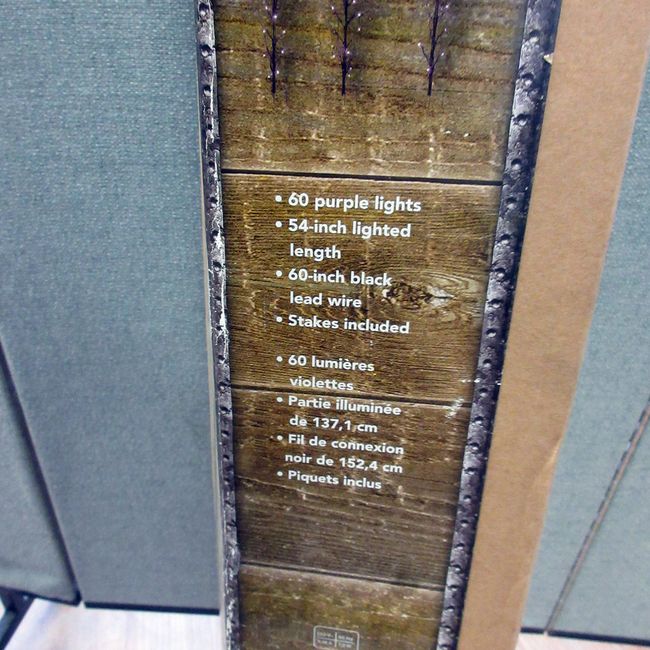 • 60 purple lights
• 54-inch lighted
length
• 60-inch black
lead wire
• Stakes included
• 60 lumières
violettes
• Partie illuminée
de 137,1 cm
• Fil de connexion
noir de 152,4 cm
• Piquets inclus